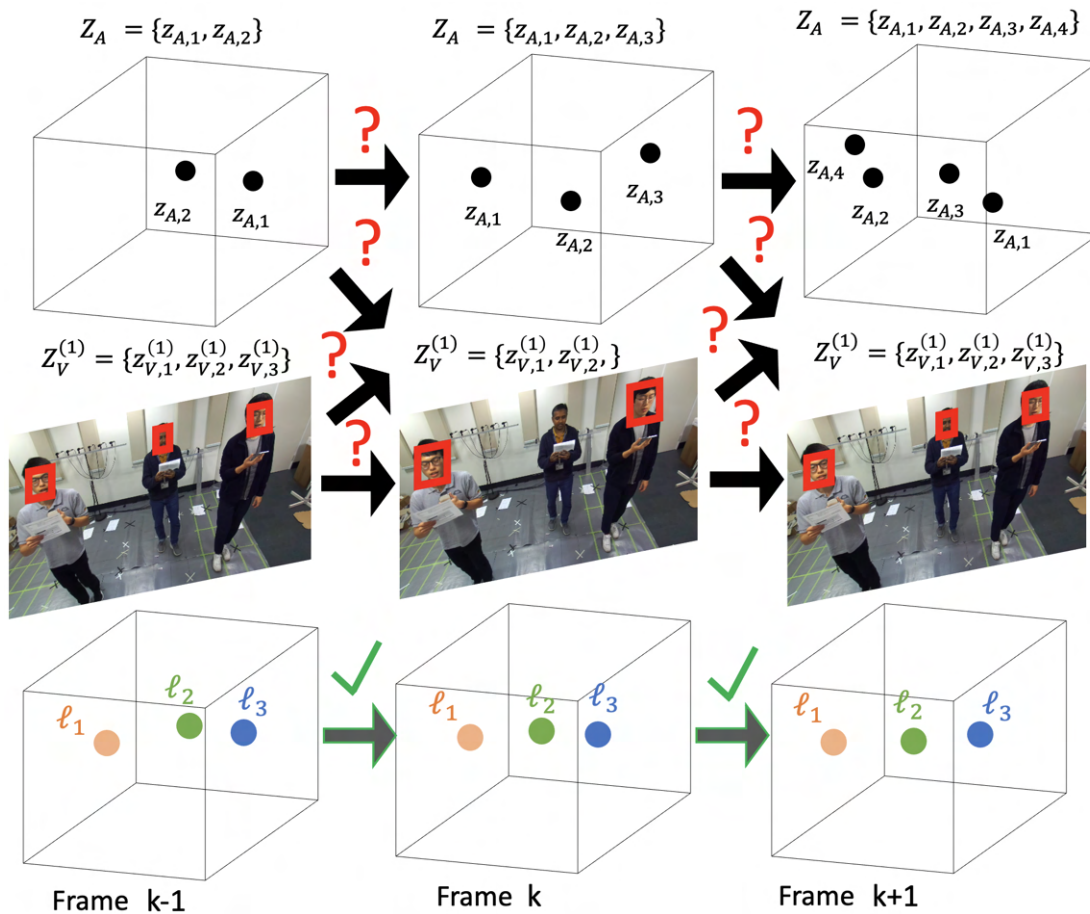 Z_A = {z_{A,1}, z_{A,2}}
Z_A = {z_{A,1}, z_{A,2}, z_{A,3}}
Z_A = {z_{A,1}, z_{A,2}, z_{A,3}, z_{A,4}}
?
?
z_{A,2}
z_{A,1}
z_{A,1}
z_{A,2}
z_{A,3}
z_{A,4}
z_{A,2}
z_{A,3}
z_{A,1}
?
?
Z_V^{(1)} = {z_{V,1}^{(1)}, z_{V,2}^{(1)}, z_{V,3}^{(1)}}
?
Z_V^{(1)} = {z_{V,1}^{(1)}, z_{V,2}^{(1)}, }
?
Z_V^{(1)} = {z_{V,1}^{(1)}, z_{V,2}^{(1)}, z_{V,3}^{(1)}}
?
?
ℓ_1
ℓ_2
ℓ_3
ℓ_1
ℓ_2
ℓ_3
ℓ_1
ℓ_2
ℓ_3
Frame k-1
Frame k
Frame k+1